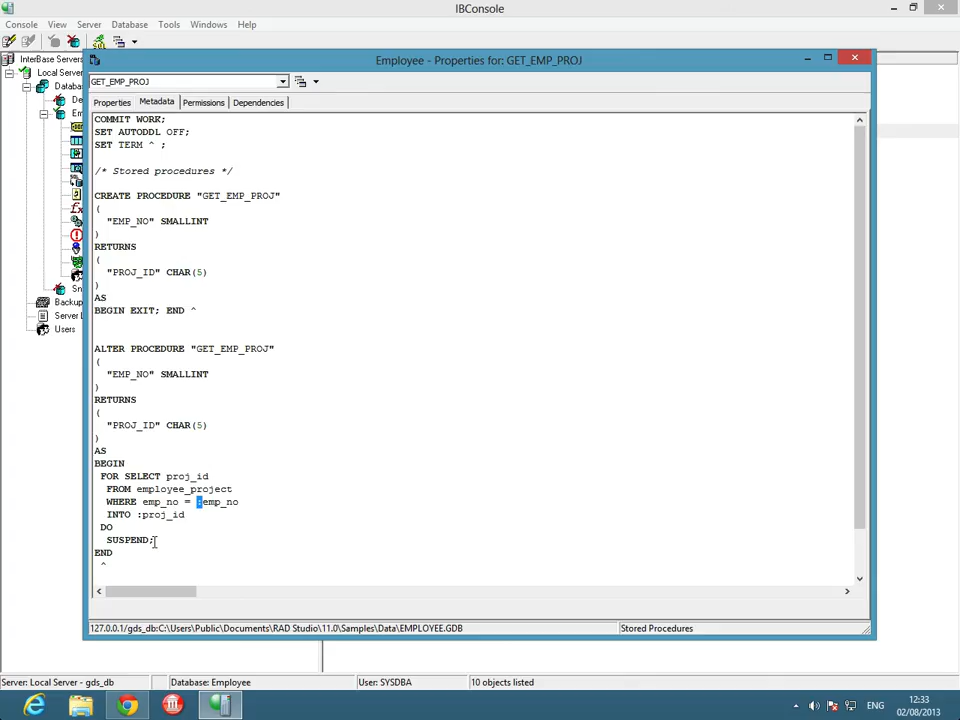 IBConsole
Console View Server Database Tools Windows Help
InterBase Servers
Local Server
Employee - Properties for: GET_EMP_PROJ
GET_EMP_PROJ
Properties Metadata Permissions Dependencies
COMMIT WORK;
SET AUTODDL OFF;
SET TERM ^ ;
/* Stored procedures */
CREATE PROCEDURE "GET_EMP_PROJ"
(
"EMP_NO" SMALLINT
)
RETURNS
(
"PROJ_ID" CHAR(5)
)
AS
BEGIN EXIT; END ^
ALTER PROCEDURE "GET_EMP_PROJ"
(
"EMP_NO" SMALLINT
)
RETURNS
(
"PROJ_ID" CHAR(5)
)
AS
BEGIN
FOR SELECT proj_id
FROM employee_project
WHERE emp_no = :emp_no
INTO :proj_id
DO
SUSPEND;
END
^
Backup
Server L
Users
127.0.0.1/gds_db:C:\Users\Public\Documents\RAD Studio\11.0\Samples\Data\EMPLOYEE.GDB Stored Procedures
Server: Local Server - gds_db Database: Employee User: SYSDBA 10 objects listed
ENG
12:33
02/08/2013